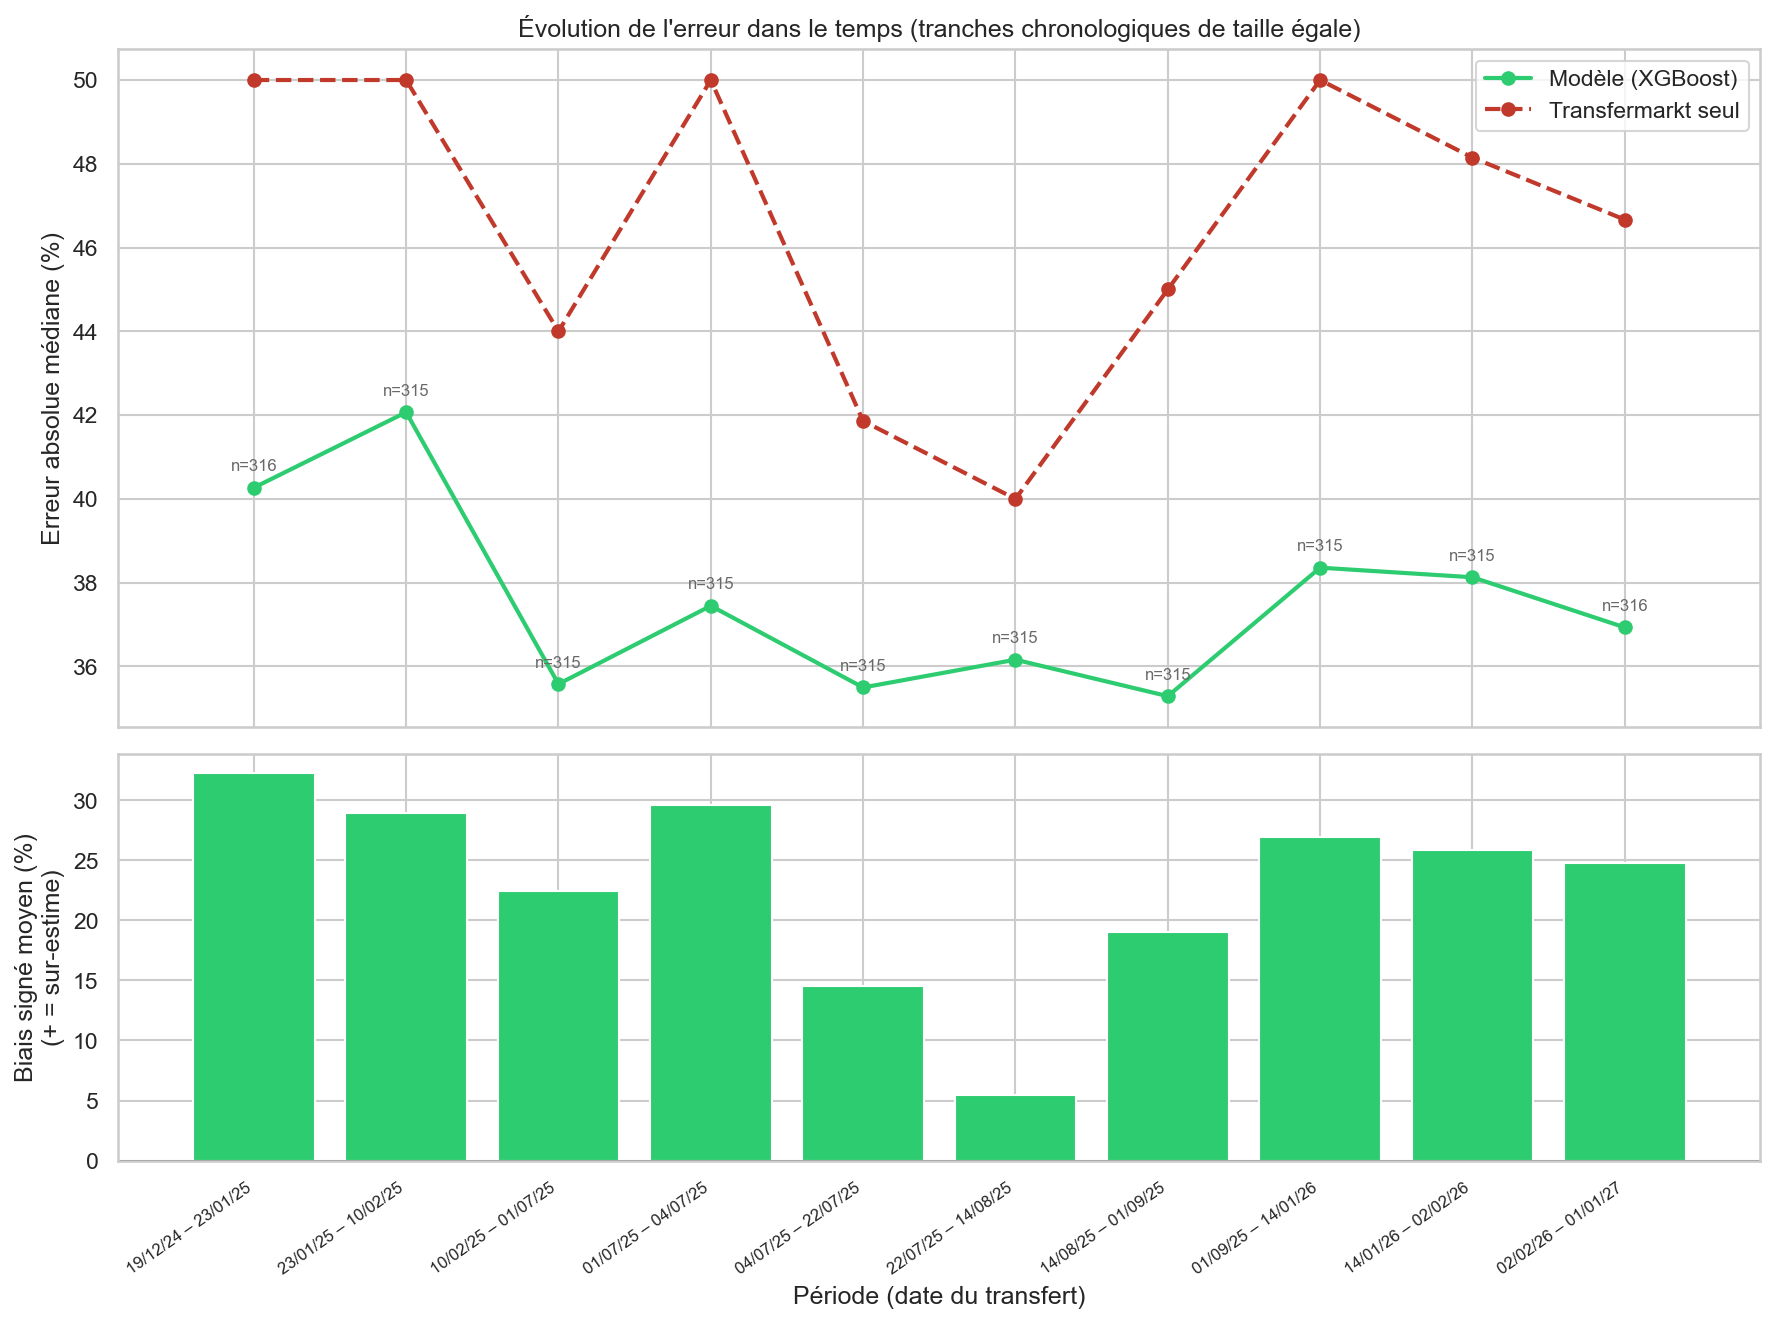 Évolution de l'erreur dans le temps (tranches chronologiques de taille égale)
Modèle (XGBoost)
Transfermarkt seul
Erreur absolue médiane (%)
50
48
46
44
42
40
38
36
n=316
n=315
n=315
n=315
n=315
n=315
n=315
n=315
n=315
n=316
Biais signé moyen (%)
(+ = sur-estime)
30
25
20
15
10
5
0
19/12/24 – 23/01/25
23/01/25 – 10/02/25
10/02/25 – 01/07/25
01/07/25 – 04/07/25
04/07/25 – 22/07/25
22/07/25 – 14/08/25
14/08/25 – 01/09/25
01/09/25 – 14/01/26
14/01/26 – 02/02/26
02/02/26 – 01/01/27
Période (date du transfert)